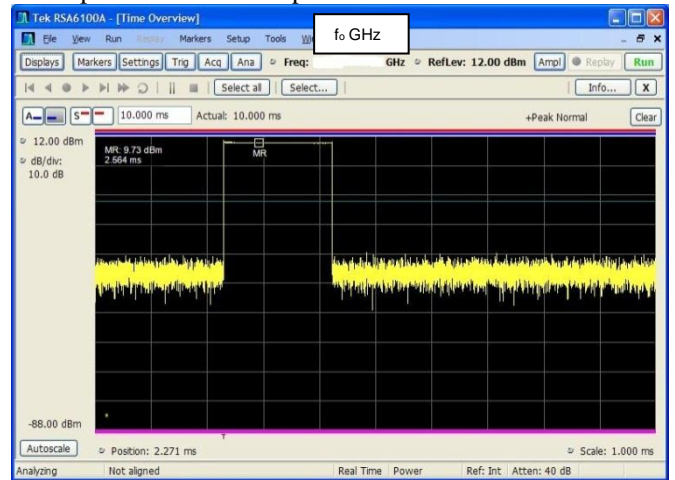 Tek RSA6100A - [Time Overview]
File View Run Replay Markers Setup Tools
fo GHz
Displays Markers Settings Trig Acq Ana Freq: GHz RefLev: 12.00 dBm Ampl Replay Run
Select all Select... Info... X
A S 10.000 ms Actual: 10.000 ms +Peak Normal Clear
12.00 dBm
dB/div:
10.0 dB
MR: 9.73 dBm
2.564 ms
MR
-88.00 dBm
T
Autoscale Position: 2.271 ms Scale: 1.000 ms
Analyzing Not aligned Real Time Power Ref: Int Atten: 40 dB